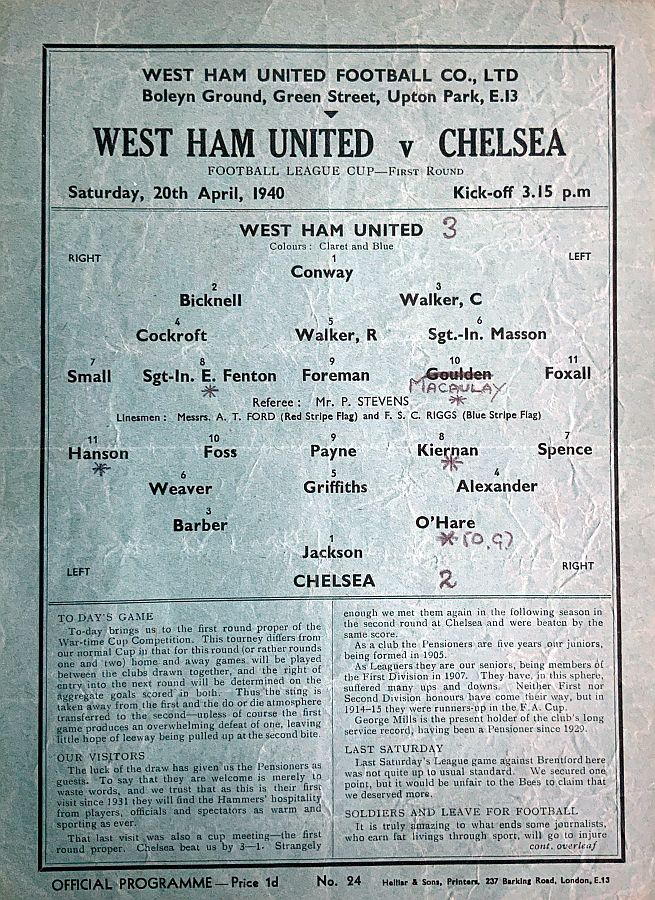 WEST HAM UNITED FOOTBALL CO., LTD
Boleyn Ground, Green Street, Upton Park, E.13
WEST HAM UNITED v CHELSEA
FOOTBALL LEAGUE CUP—FIRST ROUND
Saturday, 20th April, 1940 Kick-off 3.15 p.m
WEST HAM UNITED 3
Colours : Claret and Blue
RIGHT LEFT
1
Conway
2 3
Bicknell Walker, C
4 5 6
Cockroft Walker, R Sgt.-In. Masson
7 8 9 10 11
Small Sgt-In. E. Fenton Foreman Goulden Foxall
* MACAULAY *
Referee : Mr. P. STEVENS
Linesmen : Messrs. A. T. FORD (Red Stripe Flag) and F. S. C. RIGGS (Blue Stripe Flag)
11 10 9 8 7
Hanson Foss Payne Kiernan Spence
* *
6 5 4
Weaver Griffiths Alexander
3
Barber O'Hare
* (O.G)
1
Jackson
LEFT RIGHT
CHELSEA 2
TO DAY'S GAME
To-day brings us to the first round proper of the
War-time Cup Competition. This tourney differs from
our normal Cup in that for this round (or rather rounds
one and two) home and away games will be played
between the clubs drawn together, and the right of
entry into the next round will be determined on the
aggregate goals scored in both. Thus the sting is
taken away from the first and the do or die atmosphere
transferred to the second—unless of course the first
game produces an overwhelming defeat of one, leaving
little hope of leeway being pulled up at the second bite.
OUR VISITORS
The luck of the draw has given us the Pensioners as
guests. To say that they are welcome is merely to
waste words, and we trust that as this is their first
visit since 1931 they will find the Hammers' hospitality
from players, officials and spectators as warm and
sporting as ever.
That last visit was also a cup meeting—the first
round proper. Chelsea beat us by 3—1. Strangely
enough we met them again in the following season in
the second round at Chelsea and were beaten by the
same score.
As a club the Pensioners are five years our juniors,
being formed in 1905.
As Leaguers they are our seniors, being members of
the First Division in 1907. They have, in this sphere,
suffered many ups and downs. Neither First nor
Second Division honours have come their way, but in
1914-15 they were runners-up in the F.A. Cup.
George Mills is the present holder of the club's long
service record, having been a Pensioner since 1929.
LAST SATURDAY
Last Saturday's League game against Brentford here
was not quite up to usual standard. We secured one
point, but it would be unfair to the Bees to claim that
we deserved more.
SOLDIERS AND LEAVE FOR FOOTBALL
It is truly amazing to what ends some journalists,
who earn fat livings through sport, will go to injure
cont. overleaf
OFFICIAL PROGRAMME—Price 1d No. 24 Helliar & Sons, Printers, 237 Barking Road, London, E.13